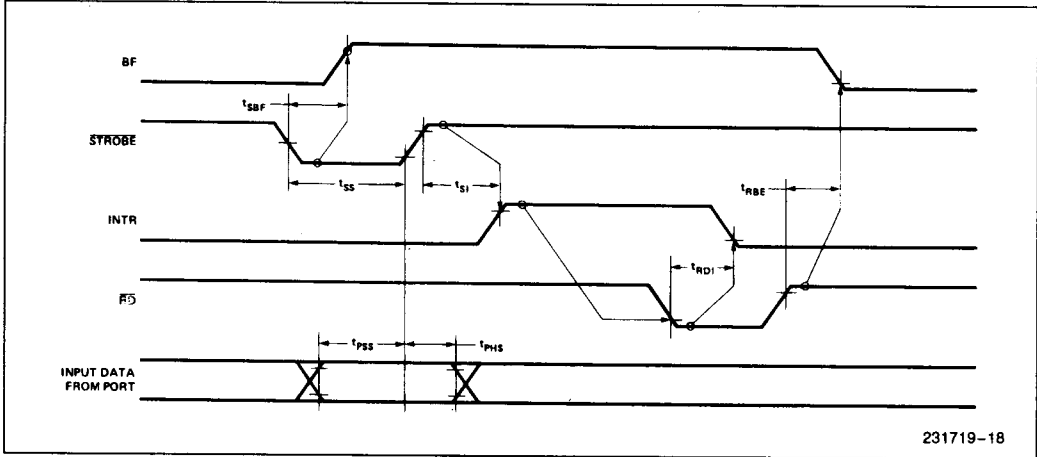 BF
tSBF
STROBE
tSS
tSI
tRBE
INTR
tRDI
RD
tPSS
tPHS
INPUT DATA
FROM PORT
231719-18